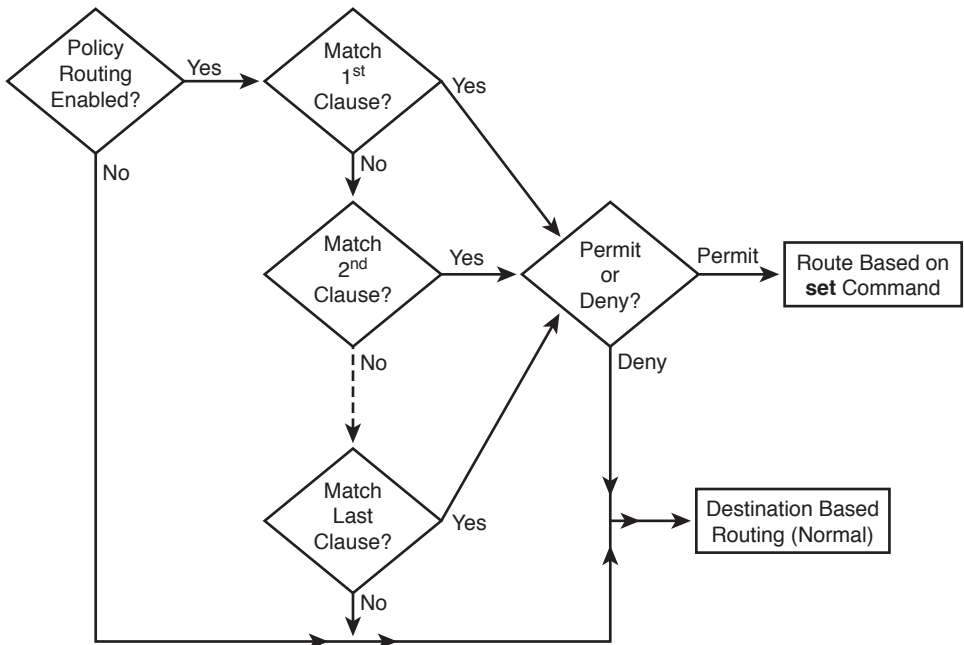 Policy
Routing
Enabled?
Yes
No
Match
1st
Clause?
Yes
No
Match
2nd
Clause?
Yes
No
Permit
or
Deny?
Permit
Deny
Route Based on
set Command
Match
Last
Clause?
Yes
No
Destination Based
Routing (Normal)